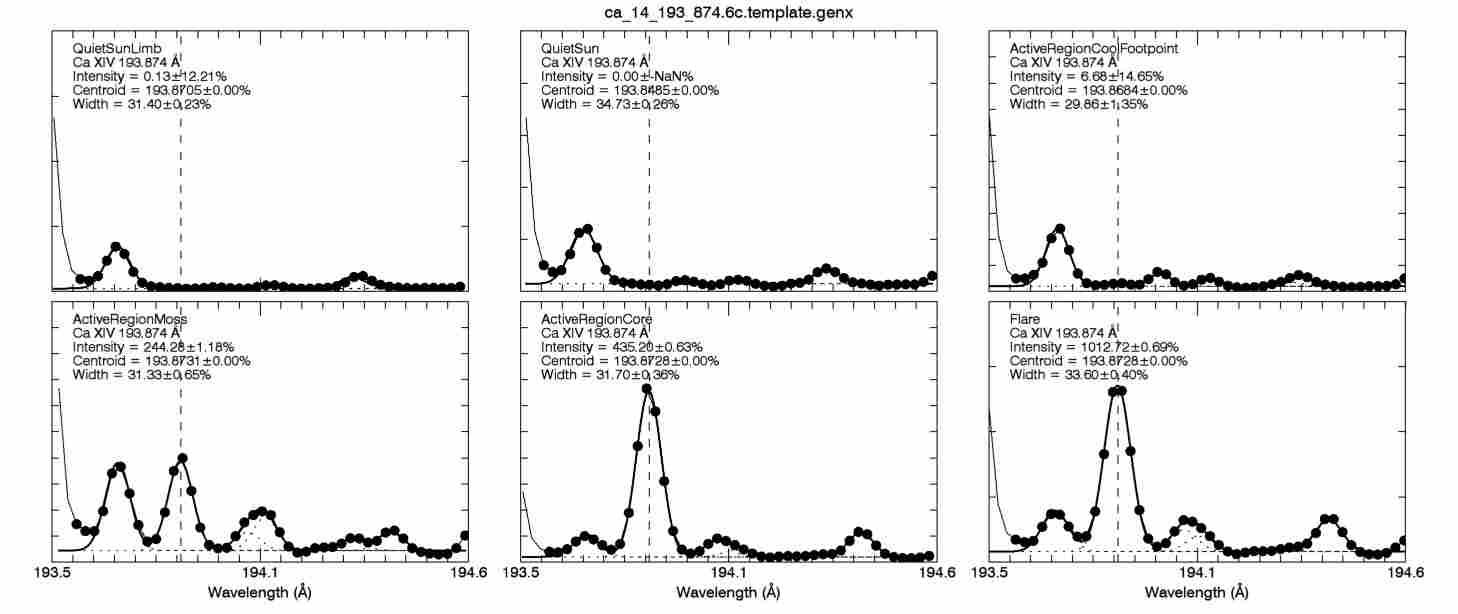 ca_14_193_874.6c.template.genx
QuietSunLimb
Ca XIV 193.874 Å
Intensity = 0.13±12.21%
Centroid = 193.8705±0.00%
Width = 31.40±0.23%
QuietSun
Ca XIV 193.874 Å
Intensity = 0.00±-NaN%
Centroid = 193.8485±0.00%
Width = 34.73±0.26%
ActiveRegionCoolFootpoint
Ca XIV 193.874 Å
Intensity = 6.68±14.65%
Centroid = 193.8684±0.00%
Width = 29.86±1.35%
ActiveRegionMoss
Ca XIV 193.874 Å
Intensity = 244.28±1.18%
Centroid = 193.8731±0.00%
Width = 31.33±0.65%
ActiveRegionCore
Ca XIV 193.874 Å
Intensity = 435.20±0.63%
Centroid = 193.8728±0.00%
Width = 31.70±0.36%
Flare
Ca XIV 193.874 Å
Intensity = 1012.72±0.69%
Centroid = 193.8728±0.00%
Width = 33.60±0.40%
193.5 194.1 194.6
Wavelength (Å)
193.5 194.1 194.6
Wavelength (Å)
193.5 194.1 194.6
Wavelength (Å)